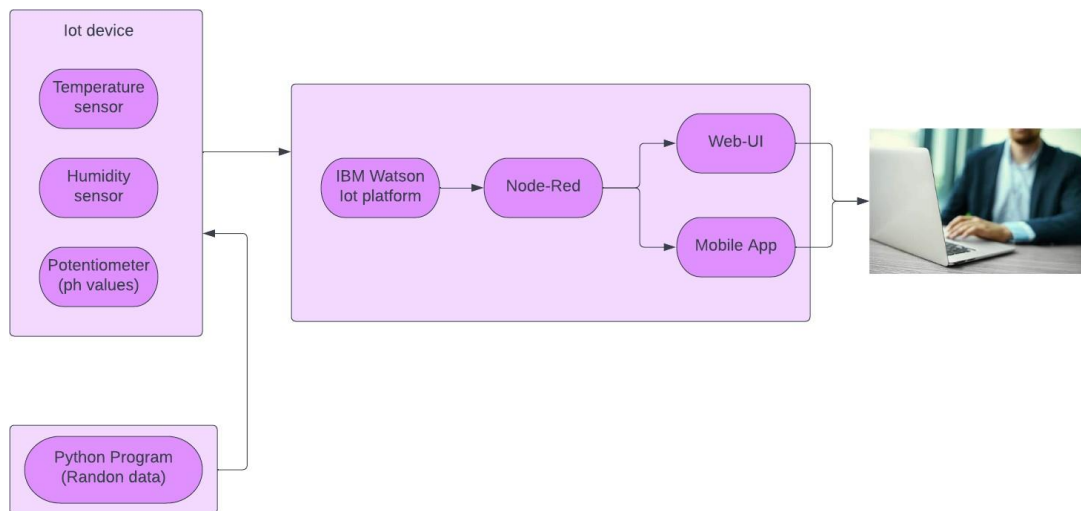 Iot device
Temperature
sensor
Humidity
sensor
Potentiometer
(ph values)
IBM Watson
Iot platform
Node-Red
Web-UI
Mobile App
Python Program
(Randon data)